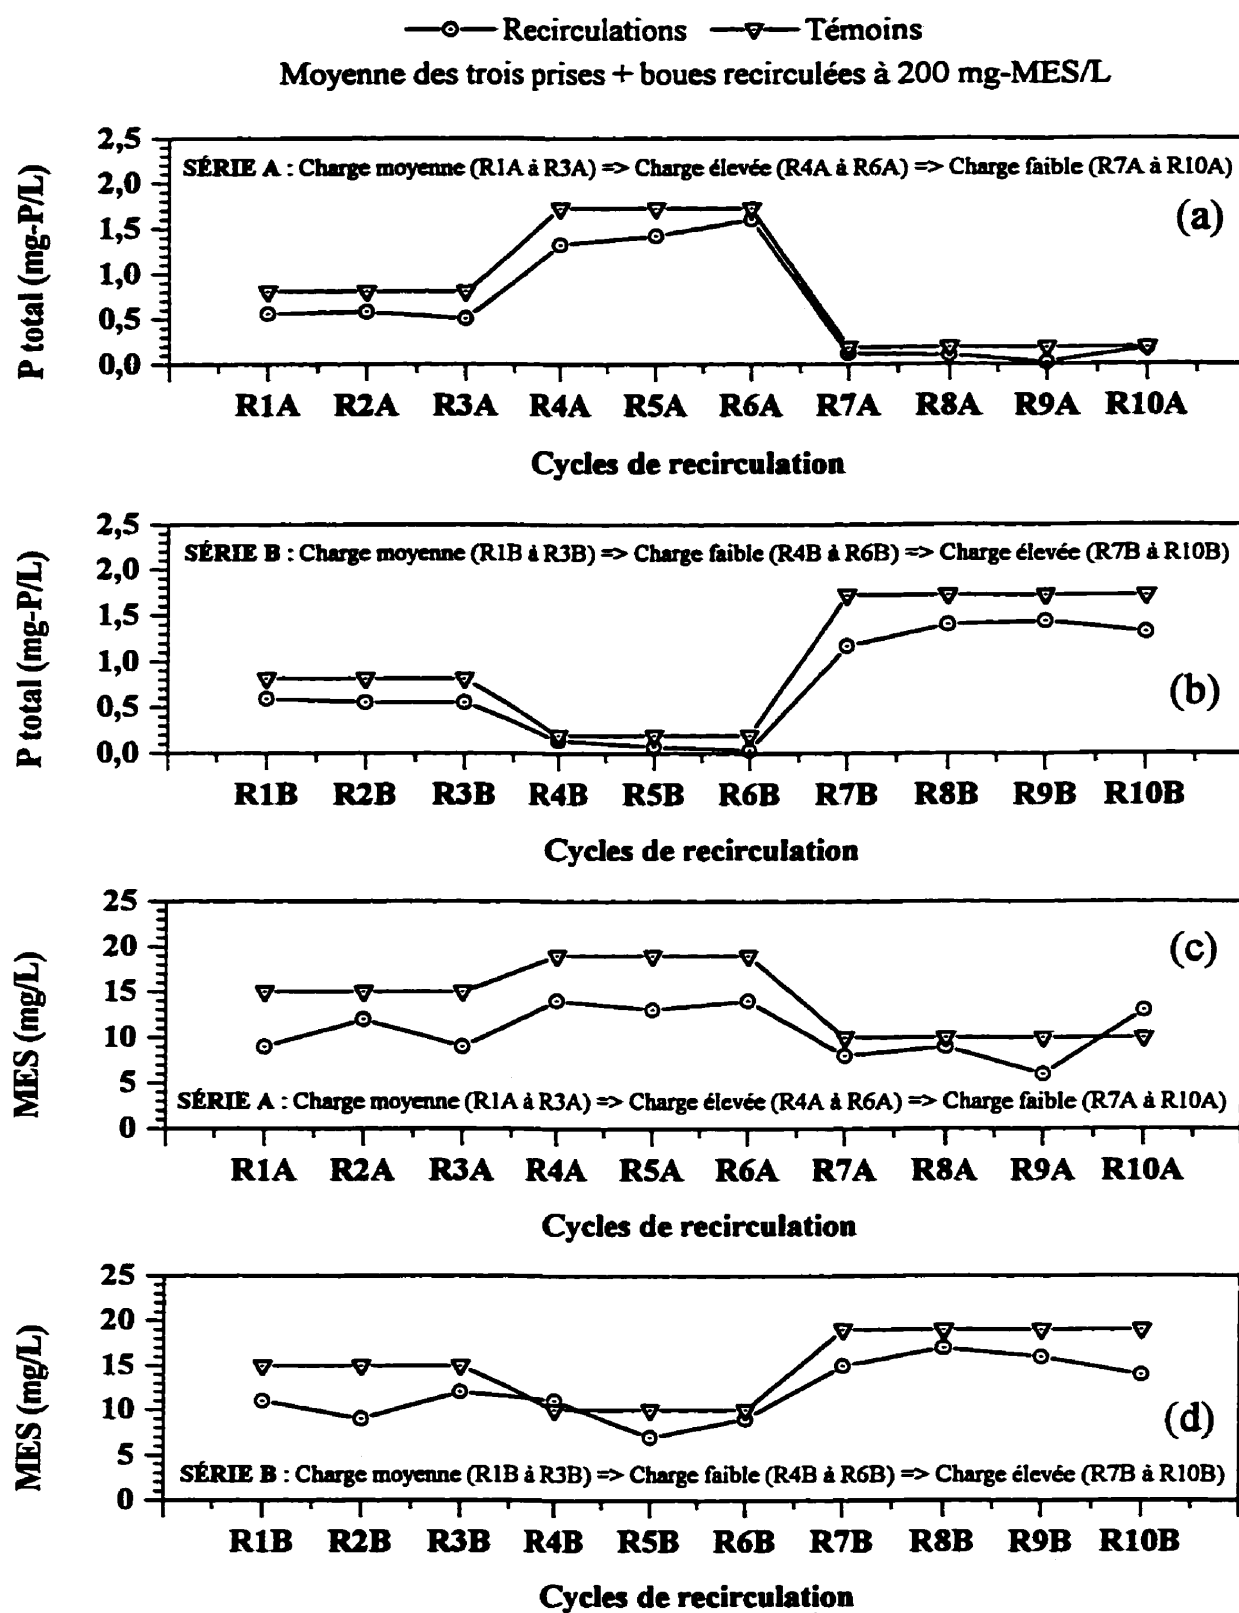 Recirculations Témoins
Moyenne des trois prises + boues recirculées à 200 mg-MES/L
P total (mg-P/L)
2,5
2,0
1,5
1,0
0,5
0,0
SÉRIE A : Charge moyenne (R1A à R3A) => Charge élevée (R4A à R6A) => Charge faible (R7A à R10A)
(a)
R1A R2A R3A R4A R5A R6A R7A R8A R9A R10A
Cycles de recirculation
P total (mg-P/L)
2,5
2,0
1,5
1,0
0,5
0,0
SÉRIE B : Charge moyenne (R1B à R3B) => Charge faible (R4B à R6B) => Charge élevée (R7B à R10B)
(b)
R1B R2B R3B R4B R5B R6B R7B R8B R9B R10B
Cycles de recirculation
MES (mg/L)
25
20
15
10
5
0
(c)
SÉRIE A : Charge moyenne (R1A à R3A) => Charge élevée (R4A à R6A) => Charge faible (R7A à R10A)
R1A R2A R3A R4A R5A R6A R7A R8A R9A R10A
Cycles de recirculation
MES (mg/L)
25
20
15
10
5
0
(d)
SÉRIE B : Charge moyenne (R1B à R3B) => Charge faible (R4B à R6B) => Charge élevée (R7B à R10B)
R1B R2B R3B R4B R5B R6B R7B R8B R9B R10B
Cycles de recirculation